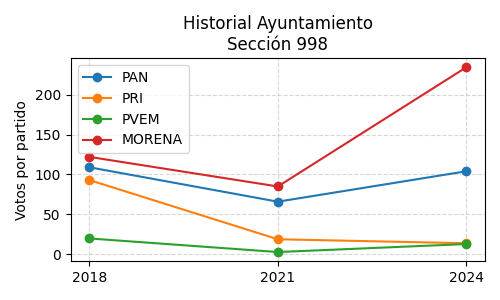 Historial Ayuntamiento
Sección 998
Votos por partido
PAN
PRI
PVEM
MORENA
200
150
100
50
0
2018
2021
2024